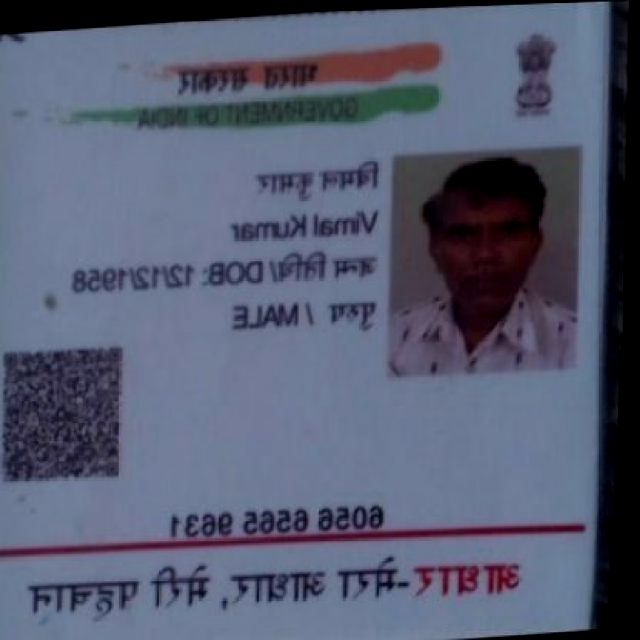 भारत सरकार
GOVERNMENT OF INDIA
विमल कुमार
Vimal Kumar
जन्म तिथि/ DOB: 12/12/1958
पुरुष / MALE
6056 6565 9631
आधार-मेरा आधार, मेरी पहचान